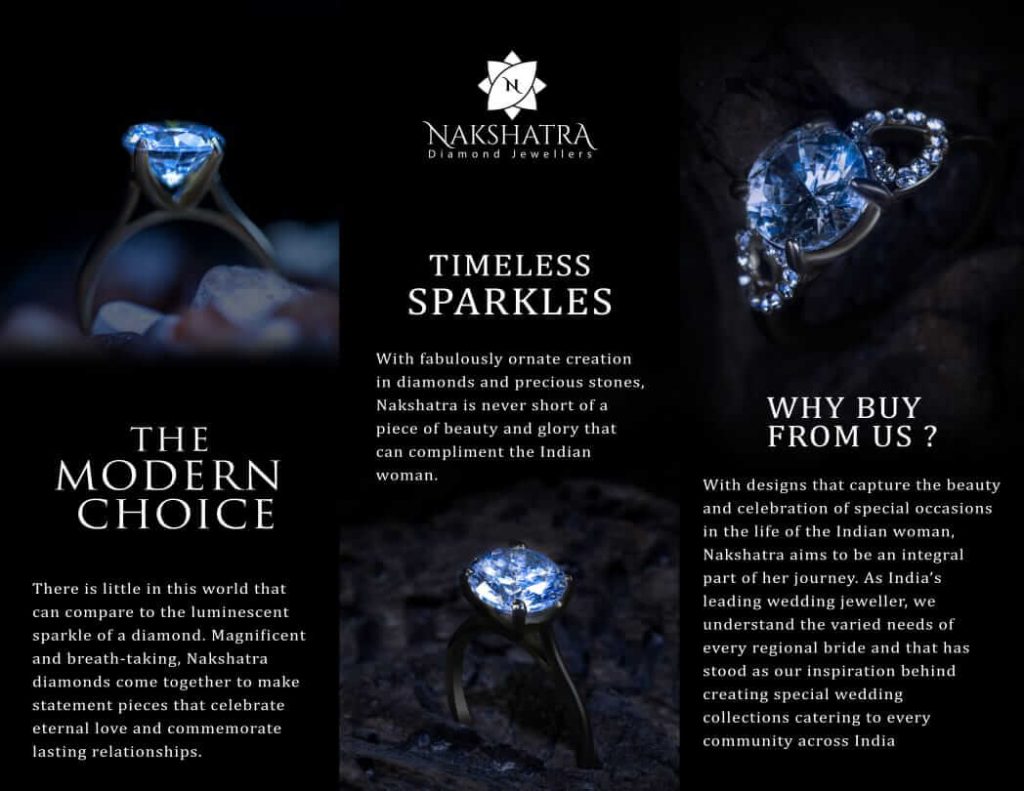 THE
MODERN
CHOICE
There is little in this world that
can compare to the luminescent
sparkle of a diamond. Magnificent
and breath-taking, Nakshatra
diamonds come together to make
statement pieces that celebrate
eternal love and commemorate
lasting relationships.
N
NAKSHATRA
Diamond Jewellers
TIMELESS
SPARKLES
With fabulously ornate creation
in diamonds and precious stones,
Nakshatra is never short of a
piece of beauty and glory that
can compliment the Indian
woman.
WHY BUY
FROM US ?
With designs that capture the beauty
and celebration of special occasions
in the life of the Indian woman,
Nakshatra aims to be an integral
part of her journey. As India's
leading wedding jeweller, we
understand the varied needs of
every regional bride and that has
stood as our inspiration behind
creating special wedding
collections catering to every
community across India